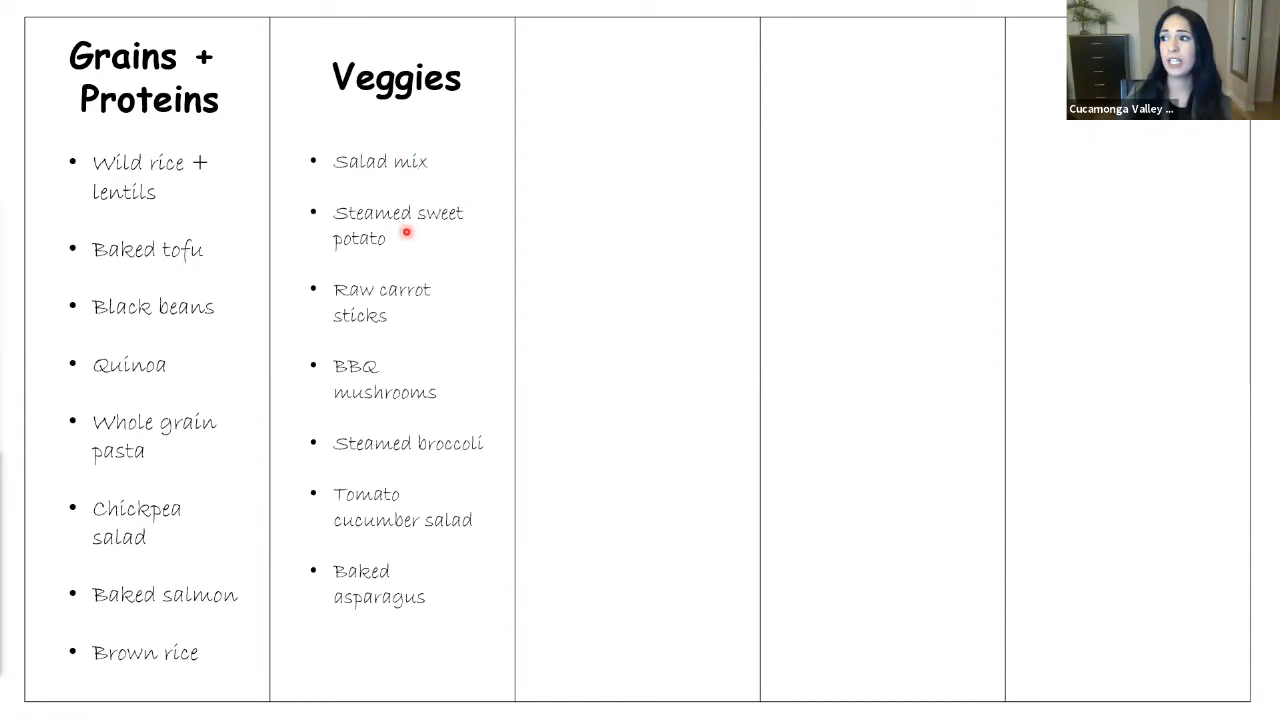 Grains +
Proteins
• Wild rice +
lentils
• Baked tofu
• Black beans
• Quinoa
• Whole grain
pasta
• Chickpea
salad
• Baked salmon
• Brown rice
Veggies
• Salad mix
• Steamed sweet
potato
• Raw carrot
sticks
• BBQ
mushrooms
• Steamed broccoli
• Tomato
cucumber salad
• Baked
asparagus
Cucamonga Valley ...